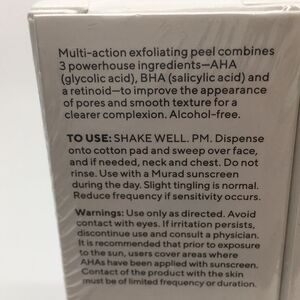 Multi-action exfoliating peel combines
3 powerhouse ingredients—AHA
(glycolic acid), BHA (salicylic acid) and
a retinoid—to improve the appearance
of pores and smooth texture for a
clearer complexion. Alcohol-free.
TO USE: SHAKE WELL. PM. Dispense
onto cotton pad and sweep over face,
and if needed, neck and chest. Do not
rinse. Use with a Murad sunscreen
during the day. Slight tingling is normal.
Reduce frequency if sensitivity occurs.
Warnings: Use only as directed. Avoid
contact with eyes. If irritation persists,
discontinue use and consult a physician.
It is recommended that prior to exposure
to the sun, users cover areas where
AHAs have been applied with sunscreen.
Contact of the product with the skin
must be of limited frequency or duration.